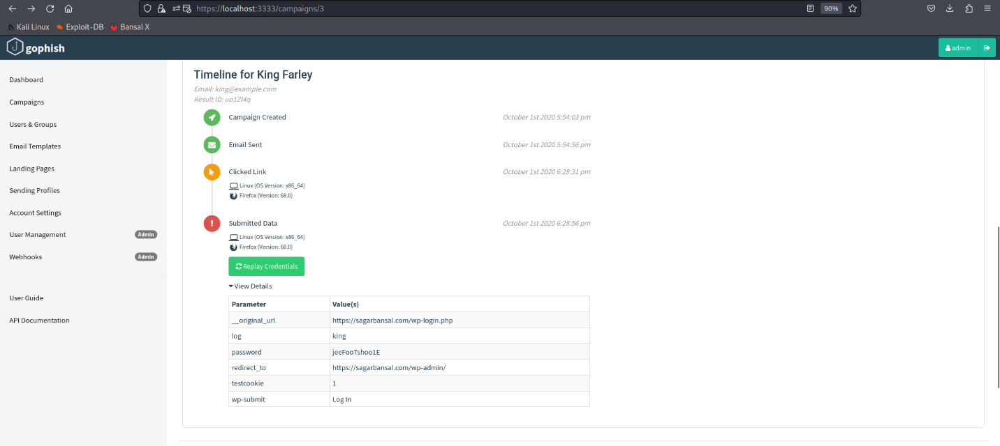 https://localhost:3333/campaigns/3
90%
Kali Linux Exploit-DB Bansal X
gophish
admin
Dashboard
Campaigns
Users & Groups
Email Templates
Landing Pages
Sending Profiles
Account Settings
User Management Admin
Webhooks Admin
User Guide
API Documentation
Timeline for King Farley
Email: king@example.com
Result ID: uo1Zl4q
Campaign Created October 1st 2020 5:54:03 pm
Email Sent October 1st 2020 5:54:56 pm
Clicked Link October 1st 2020 6:28:31 pm
Linux (OS Version: x86_64)
Firefox (Version: 68.0)
Submitted Data October 1st 2020 6:28:56 pm
Linux (OS Version: x86_64)
Firefox (Version: 68.0)
Replay Credentials
View Details
Parameter Value(s)
__original_url https://sagarbansal.com/wp-login.php
log king
password jeeFoo7shoo1E
redirect_to https://sagarbansal.com/wp-admin/
testcookie 1
wp-submit Log In